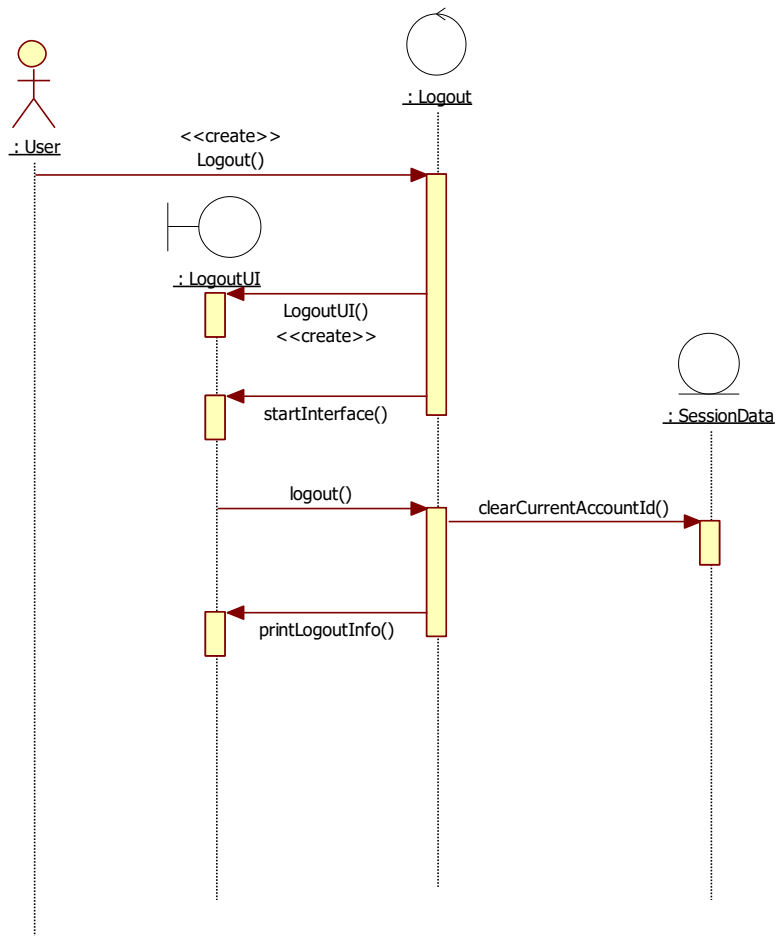 : Logout
<<create>>
: User
Logout()
: LogoutUI
LogoutUI()
<<create>>
startInterface()
: SessionData
logout()
clearCurrentAccountId()
printLogoutInfo()